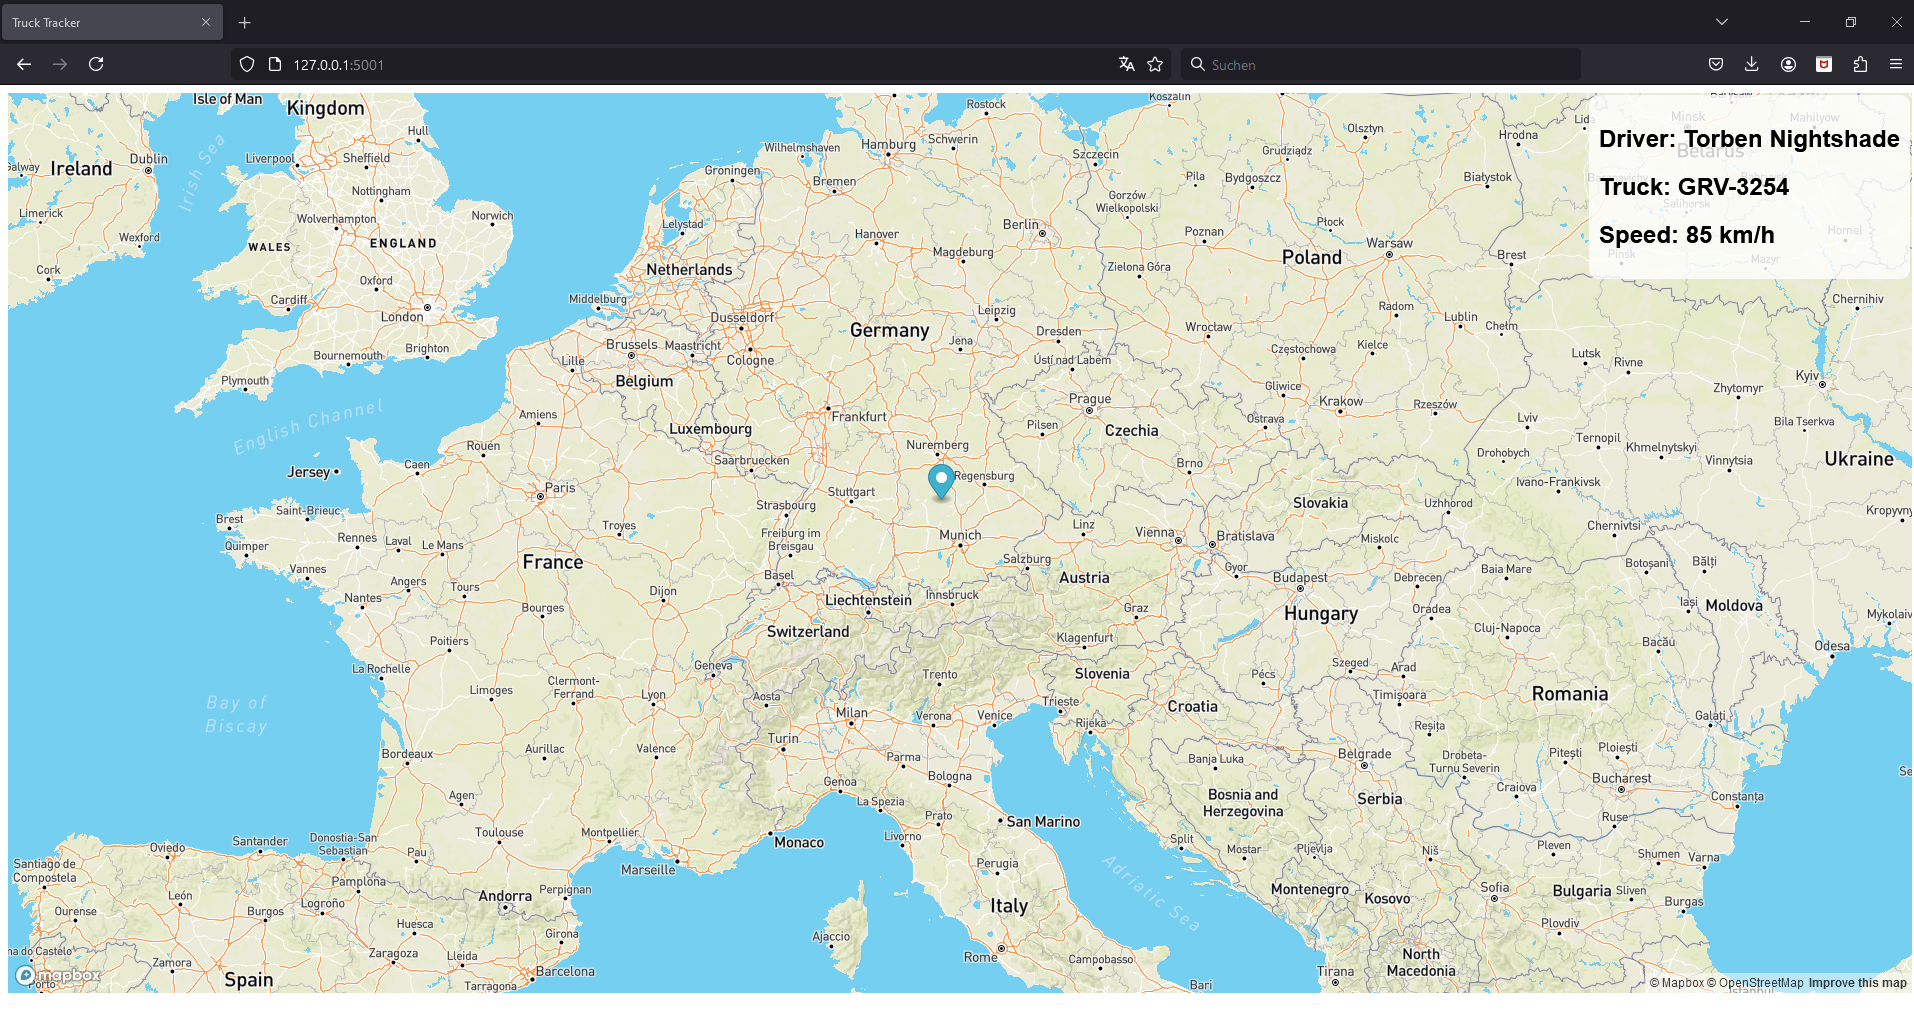 Truck Tracker
127.0.0.1:5001
Suchen
Isle of Man
Kingdom
Hull
Koszalin
Rostock
Driver: Torben Nightshade
Truck: GRV-3254
Speed: 85 km/h
Minsk
Mahilyow
Belarus
Salihorsk
Homel
Pinsk
Mazyr
Lida
Hrodna
Olsztyn
Schwerin
Hamburg
Wilhelmshaven
Szczecin
Grudziądz
Dublin
Galway
Ireland
Liverpool
Sheffield
Irish Sea
Groningen
Bremen
Pila
Bydgoszcz
Białystok
Nottingham
Gorzów
Wielkopolski
Limerick
Wolverhampton
Norwich
Lelystad
Berlin
Płock
Wexford
WALES
ENGLAND
Hanover
Poznan
Warsaw
Magdeburg
Poland
Brest
Cork
Oxford
Netherlands
Zielona Góra
Cardiff
Middelburg
Chernihiv
London
Dusseldorf
Leipzig
Radom
Germany
Dresden
Wrocław
Lublin
Chełm
Brussels
Maastricht
Jena
Brighton
Bournemouth
Lille
Cologne
Ústí nad Labem
Częstochowa
Kielce
Lutsk
Rivne
Plymouth
Belgium
Gliwice
Zhytomyr
Kyiv
English Channel
Amiens
Frankfurt
Prague
Krakow
Rzeszów
Luxembourg
Pilsen
Czechia
Ostrava
Lviv
Bila Tserkva
Rouen
Nuremberg
Ternopil
Khmelnytskyi
Drohobych
Jersey
Caen
Saarbruecken
Brno
Vinnytsia
Ukraine
Regensburg
Paris
Stuttgart
Ivano-Frankivsk
Strasbourg
Slovakia
Uzhhorod
Saint-Brieuc
Brest
Troyes
Linz
Chernivtsi
Kropyvny
Rennes
Laval
Le Mans
Freiburg im
Breisgau
Munich
Vienna
Bratislava
Miskolc
Quimper
France
Salzburg
Gyor
Botoșani
Bălți
Vannes
Angers
Tours
Basel
Austria
Budapest
Debrecen
Baia Mare
Nantes
Dijon
Liechtenstein
Innsbruck
Bourges
Graz
Hungary
Oradea
Iași
Moldova
Mykolaiv
Poitiers
Switzerland
Klagenfurt
Cluj-Napoca
Bacău
Odesa
La Rochelle
Geneva
Trento
Slovenia
Szeged
Arad
Pécs
Limoges
Clermont-
Ferrand
Lyon
Aosta
Timișoara
Romania
Bay of
Biscay
Milan
Verona
Venice
Trieste
Rijeka
Croatia
Reșița
Galați
Bordeaux
Aurillac
Valence
Turin
Parma
Banja Luka
Belgrade
Drobeta-
Turnu Severin
Pitești
Ploiești
Genoa
Bologna
Bucharest
Agen
La Spezia
Bosnia and
Herzegovina
Serbia
Craiova
Constanța
Prato
San Marino
Ruse
Oviedo
Santander
Donostia-San
Sebastian
Toulouse
Montpellier
Monaco
Livorno
Split
Mostar
Pljevlja
Niš
Pleven
Shumen
Varna
Santiago de
Compostela
Pau
Marseille
Perugia
Pamplona
Andorra
Perpignan
Adriatic Sea
Montenegro
Kosovo
Sofia
Bulgaria
Sliven
León
Logroño
Burgas
Ourense
Burgos
Huesca
Italy
Plovdiv
Girona
Ajaccio
na do Castelo
Zamora
Zaragoza
Lleida
Rome
Campobasso
North
Macedonia
Barcelona
Tirana
mapbox
Porto
Spain
Tarragona
Bari
© Mapbox © OpenStreetMap Improve this map
Istanbul